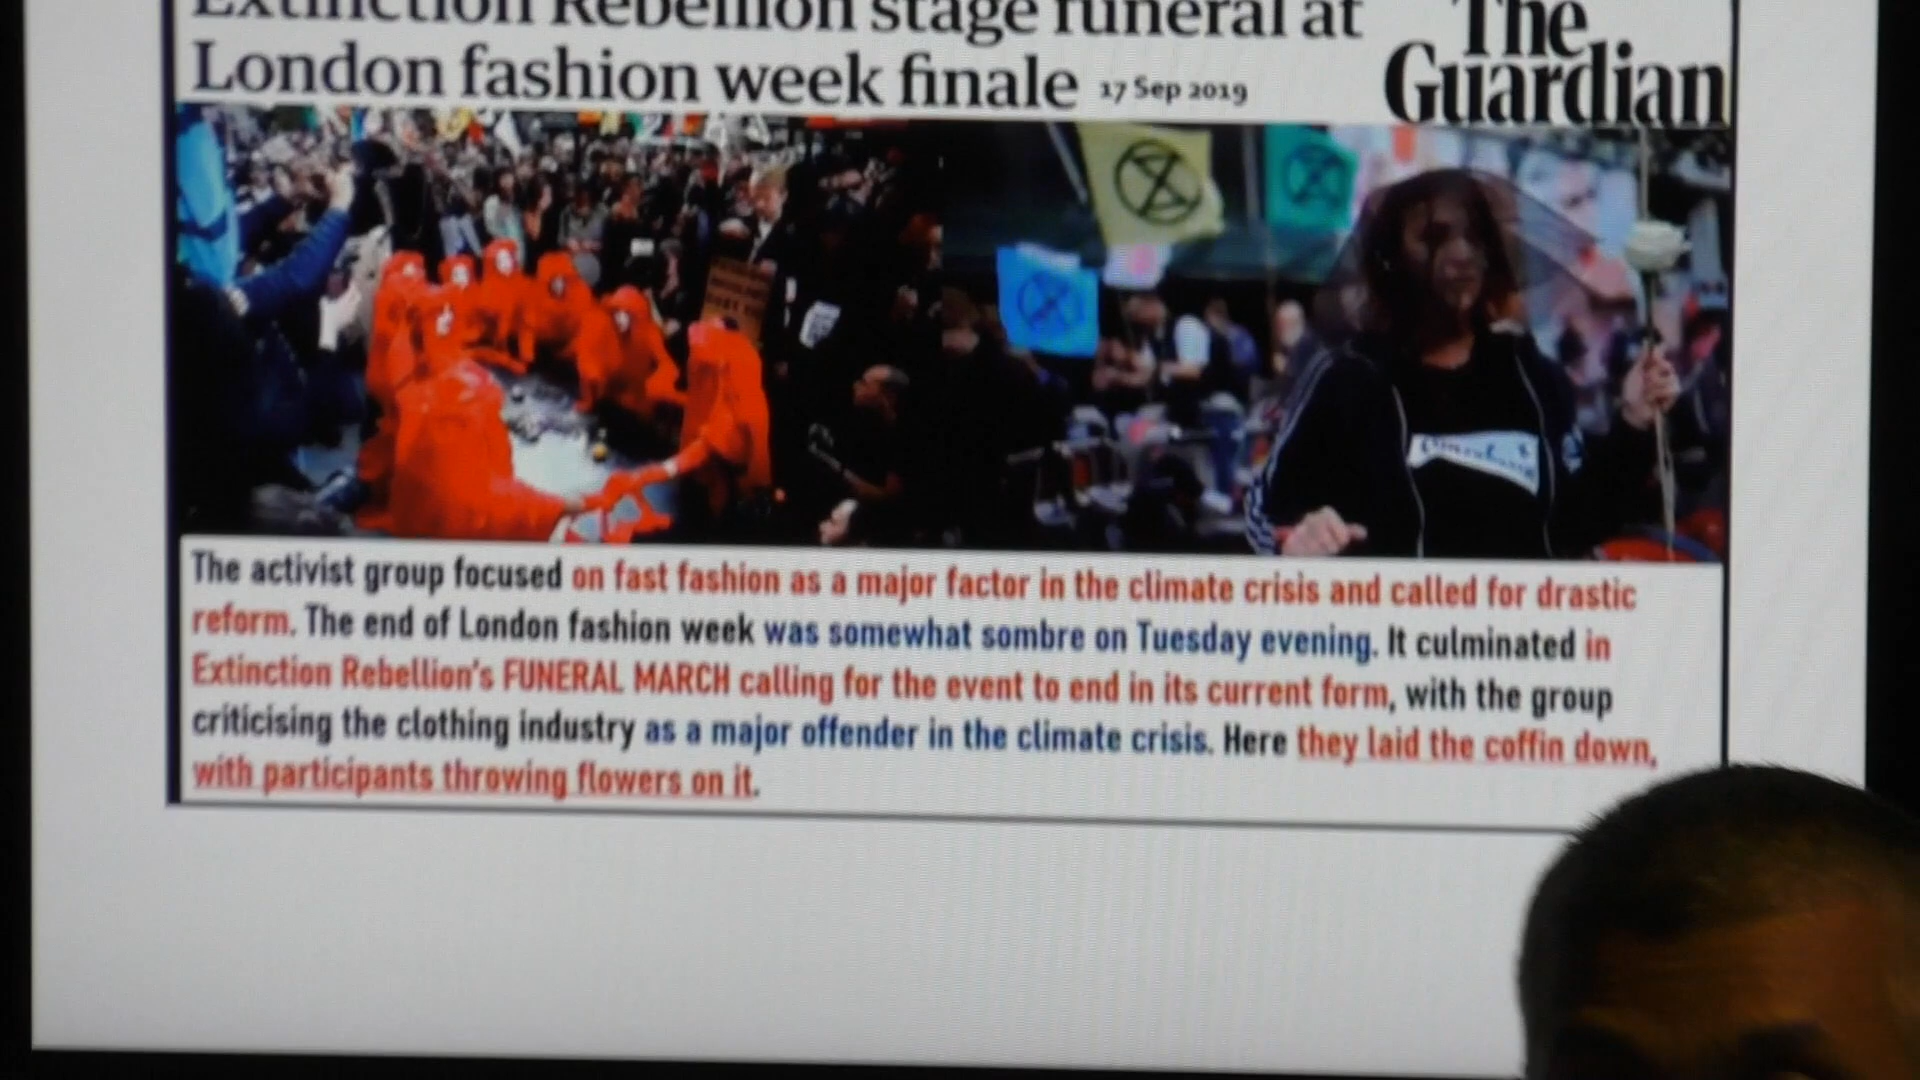 Extinction Rebellion stage funeral at
London fashion week finale 17 Sep 2019
The
Guardian
The activist group focused on fast fashion as a major factor in the climate crisis and called for drastic
reform. The end of London fashion week was somewhat sombre on Tuesday evening. It culminated in
Extinction Rebellion's FUNERAL MARCH calling for the event to end in its current form, with the group
criticising the clothing industry as a major offender in the climate crisis. Here they laid the coffin down,
with participants throwing flowers on it.